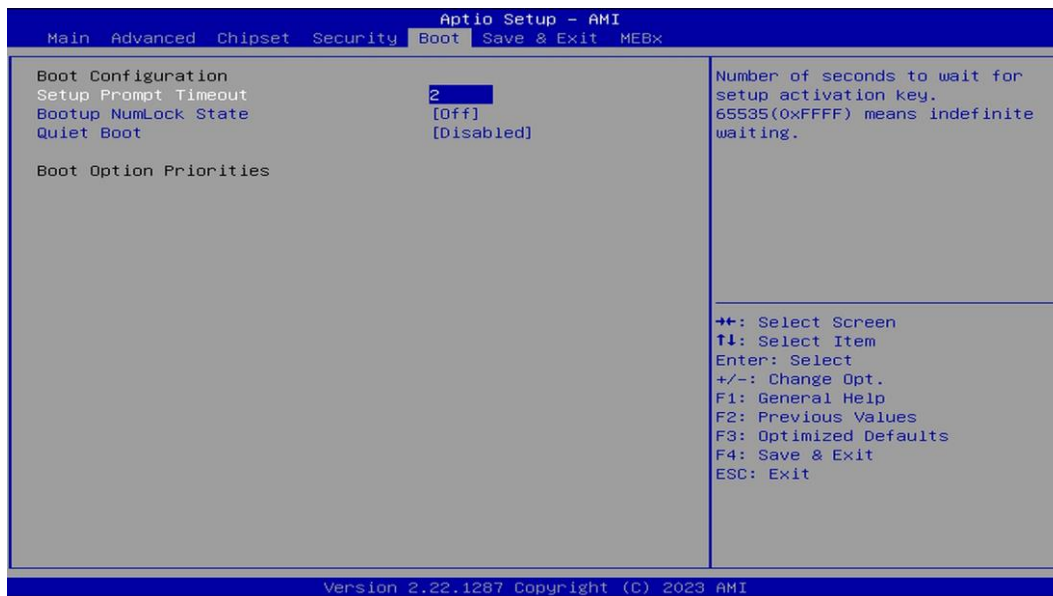 Aptio Setup - AMI
Main Advanced Chipset Security Boot Save & Exit MEBx
Boot Configuration
Setup Prompt Timeout 2
Bootup NumLock State [Off]
Quiet Boot [Disabled]
Boot Option Priorities
Number of seconds to wait for
setup activation key.
65535(0xFFFF) means indefinite
waiting.
→←: Select Screen
↑↓: Select Item
Enter: Select
+/-: Change Opt.
F1: General Help
F2: Previous Values
F3: Optimized Defaults
F4: Save & Exit
ESC: Exit
Version 2.22.1287 Copyright (C) 2023 AMI